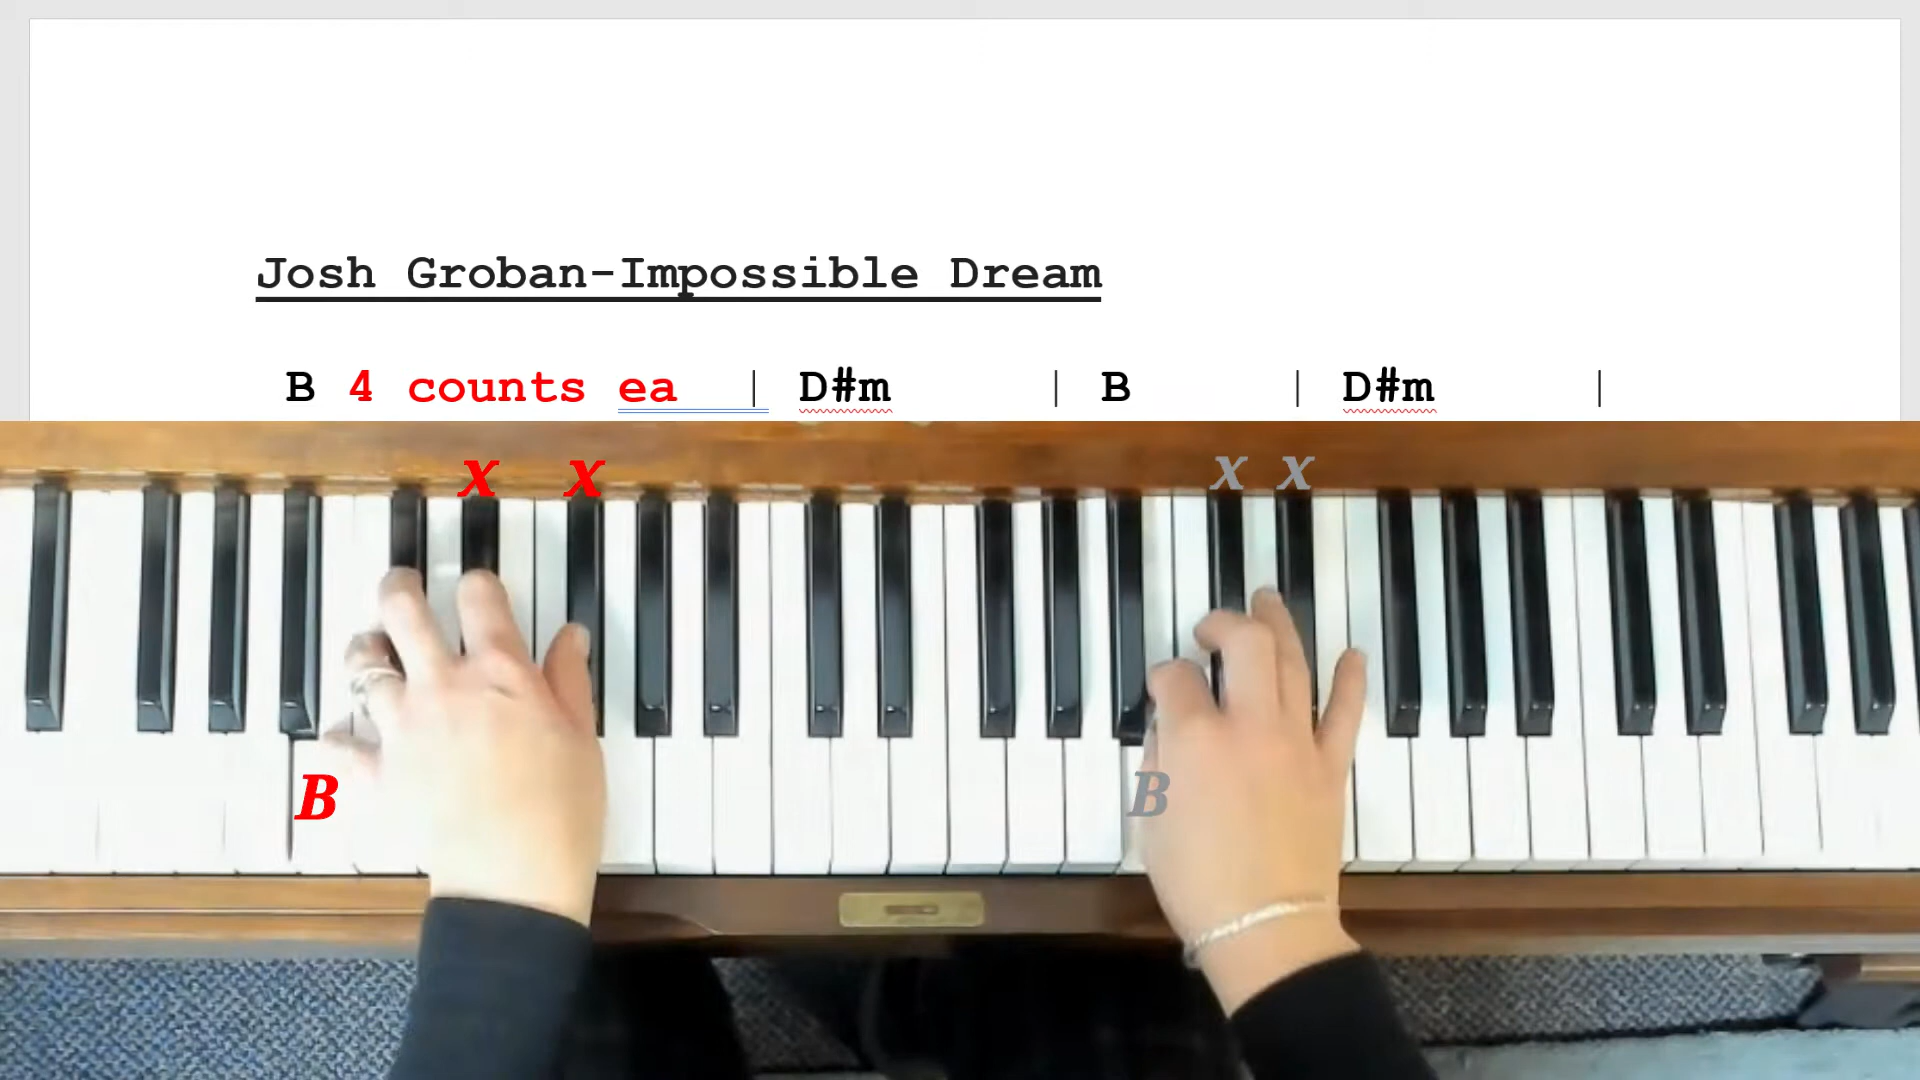 Josh Groban-Impossible Dream
B 4 counts ea | D#m | B | D#m |
X X X X
B B